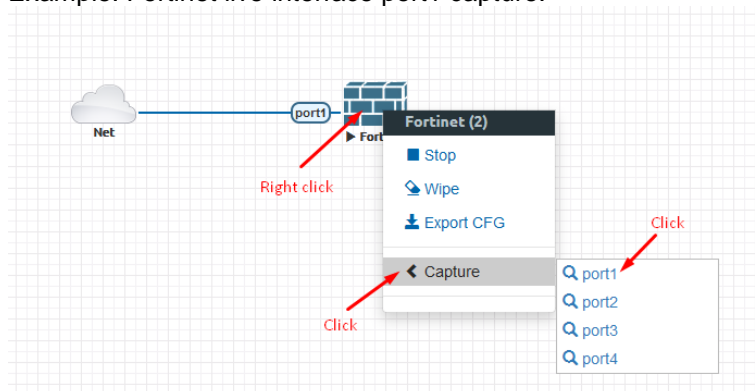 Example: Fortinet interface port1 capture.
port1
Net
Fort
Right click
Fortinet (2)
Stop
Wipe
Export CFG
Capture
Click
Click
port1
port2
port3
port4